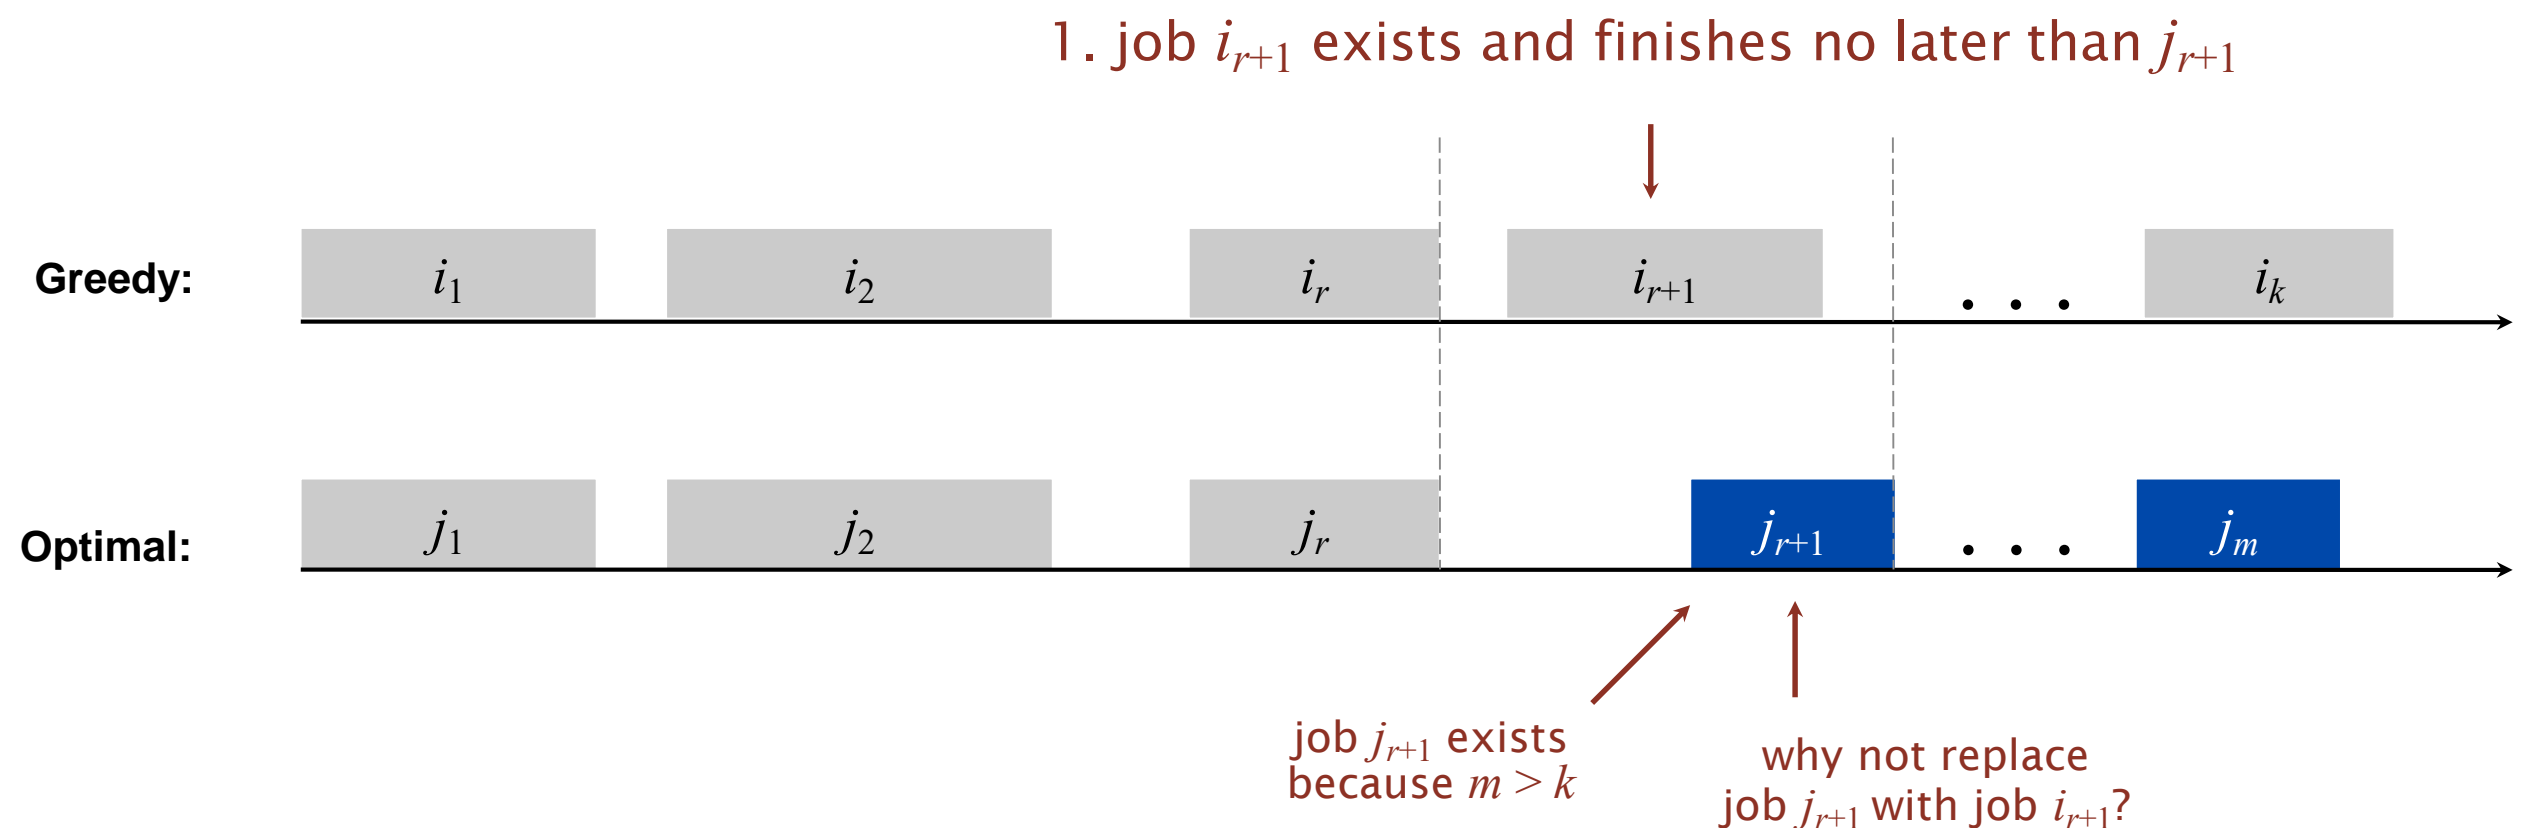 1. job i_{r+1} exists and finishes no later than j_{r+1}
Greedy: i_1 i_2 i_r i_{r+1} . . . i_k
Optimal: j_1 j_2 j_r j_{r+1} . . . j_m
job j_{r+1} exists
because m > k
why not replace
job j_{r+1} with job i_{r+1}?